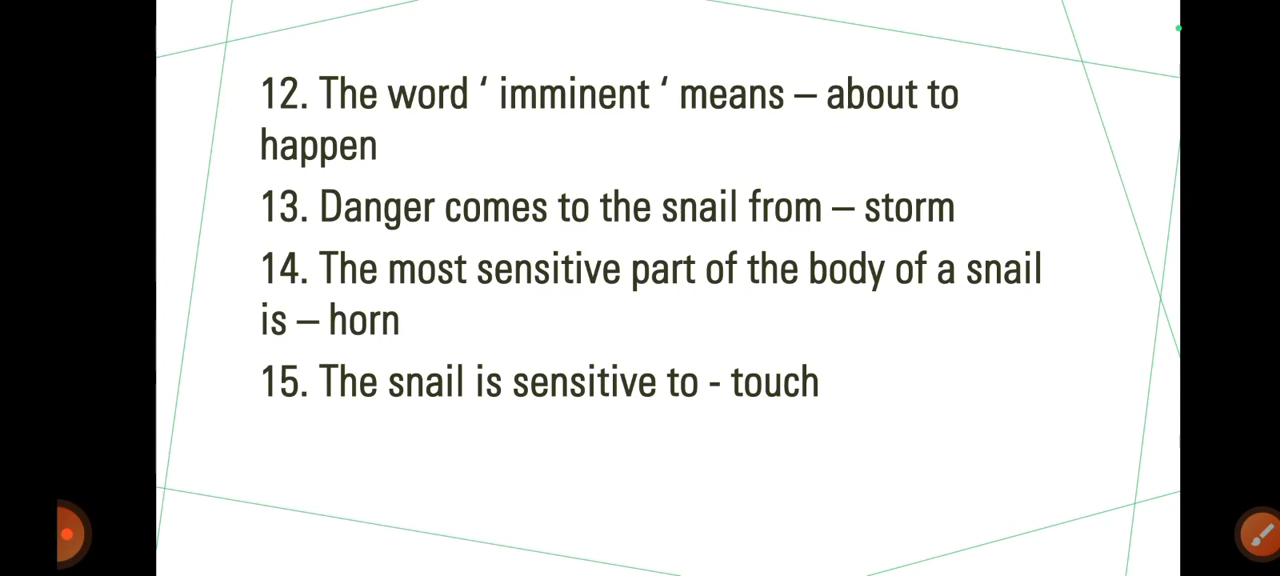 12. The word ‘ imminent ‘ means – about to
happen
13. Danger comes to the snail from – storm
14. The most sensitive part of the body of a snail
is – horn
15. The snail is sensitive to - touch